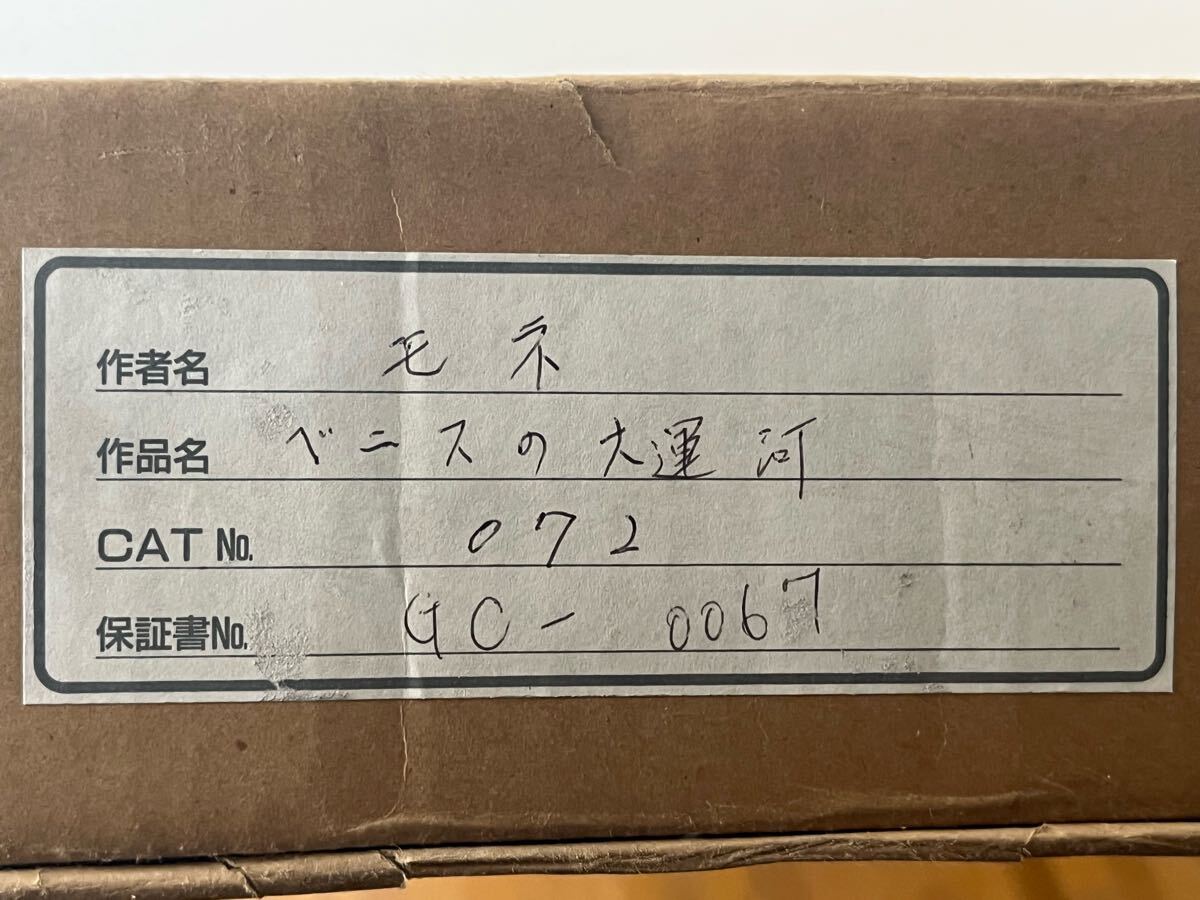 作者名 モネ
作品名 ベニスの大運河
CAT No. 072
保証書No. GC- 0067